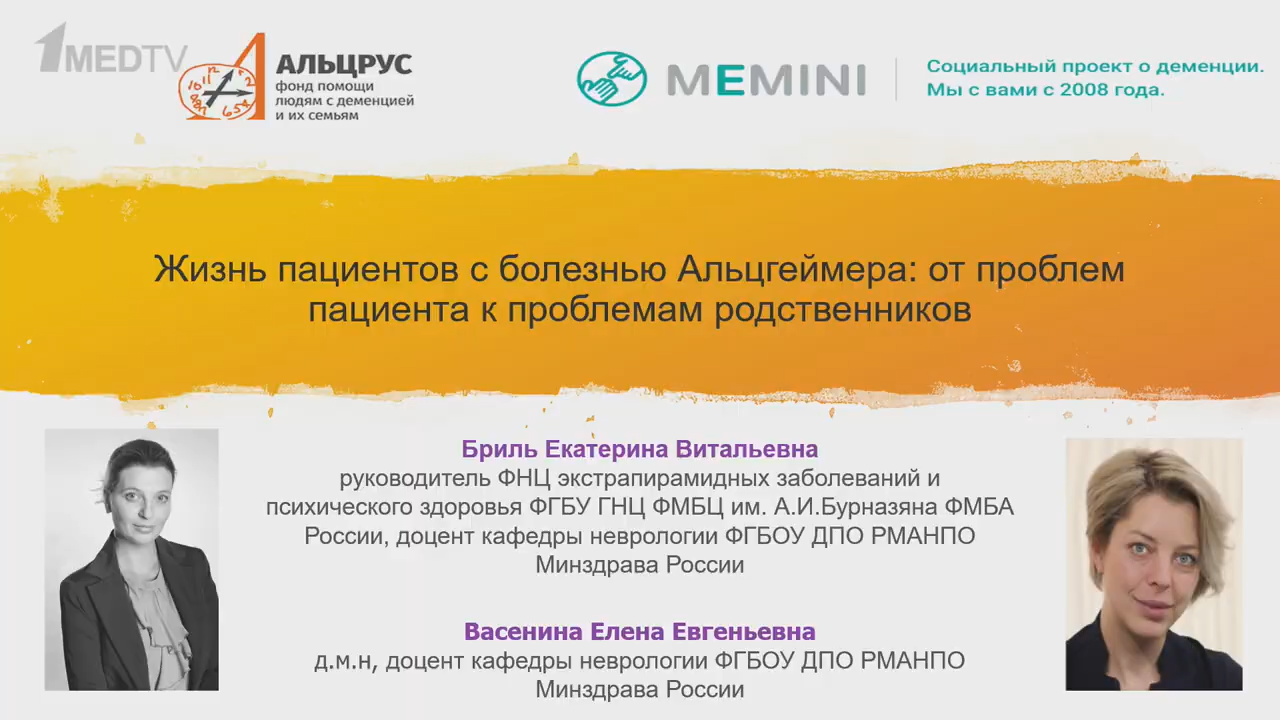 1MEDTV
АЛЬЦРУС
фонд помощи
людям с деменцией
и их семьям
MEMINI
Социальный проект о деменции.
Мы с вами с 2008 года.
Жизнь пациентов с болезнью Альцгеймера: от проблем
пациента к проблемам родственников
Бриль Екатерина Витальевна
руководитель ФНЦ экстрапирамидных заболеваний и
психического здоровья ФГБУ ГНЦ ФМБЦ им. А.И.Бурназяна ФМБА
России, доцент кафедры неврологии ФГБОУ ДПО РМАНПО
Минздрава России
Васенина Елена Евгеньевна
д.м.н, доцент кафедры неврологии ФГБОУ ДПО РМАНПО
Минздрава России